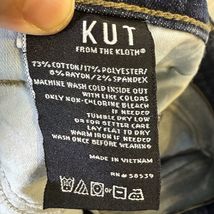 KUT
FROM THE KLOTH®
73% COTTON/17% POLYESTER/
8% RAYON/2% SPANDEX
MACHINE WASH COLD INSIDE OUT
WITH LIKE COLORS
ONLY NON-CHLORINE BLEACH
IF NEEDED
TUMBLE DRY LOW
OR FOR BETTER CARE
LAY FLAT TO DRY
WARM IRON IF NEEDED
WASH ONCE BEFORE WEARING
MADE IN VIETNAM
RN# 58539